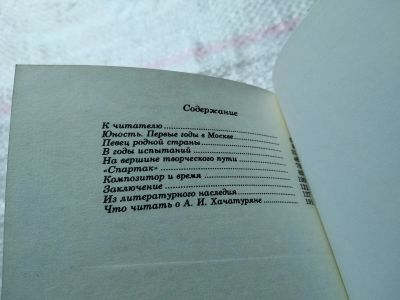 Содержание
К читателю
Юность. Первые годы в Москве
Певец родной страны
В годы испытаний
На вершине творческого пути
«Спартак»
Композитор и время
Заключение
Из литературного наследия
Что читать о А. И. Хачатуряне